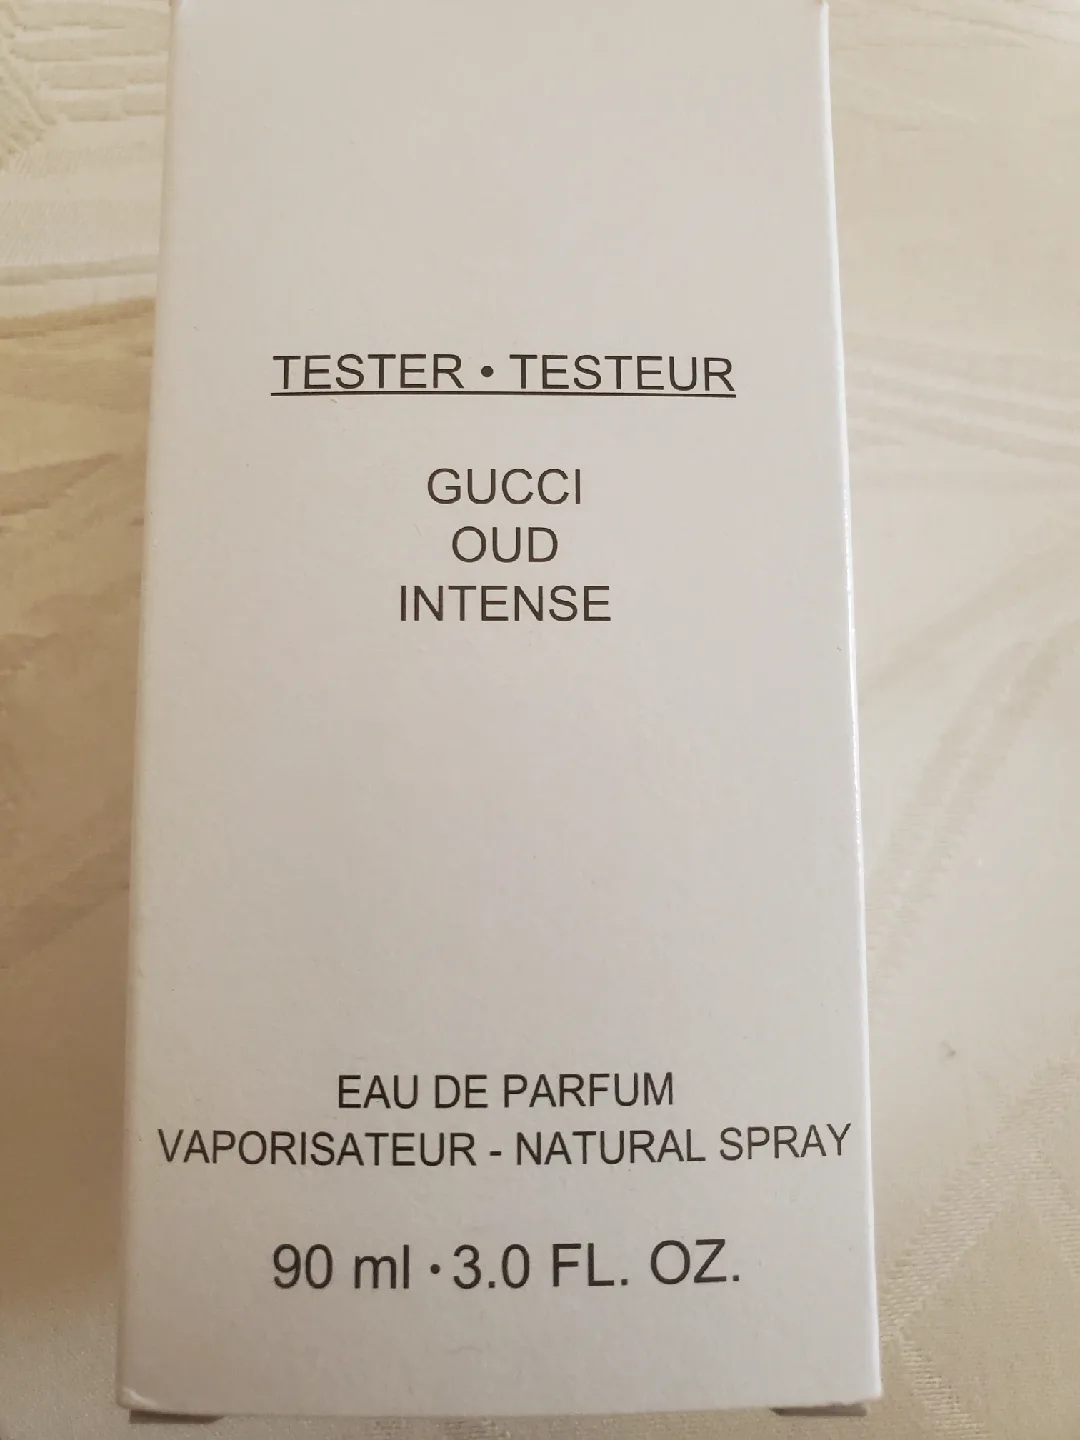 TESTER • TESTEUR
GUCCI
OUD
INTENSE
EAU DE PARFUM
VAPORISATEUR - NATURAL SPRAY
90 ml • 3.0 FL. OZ.